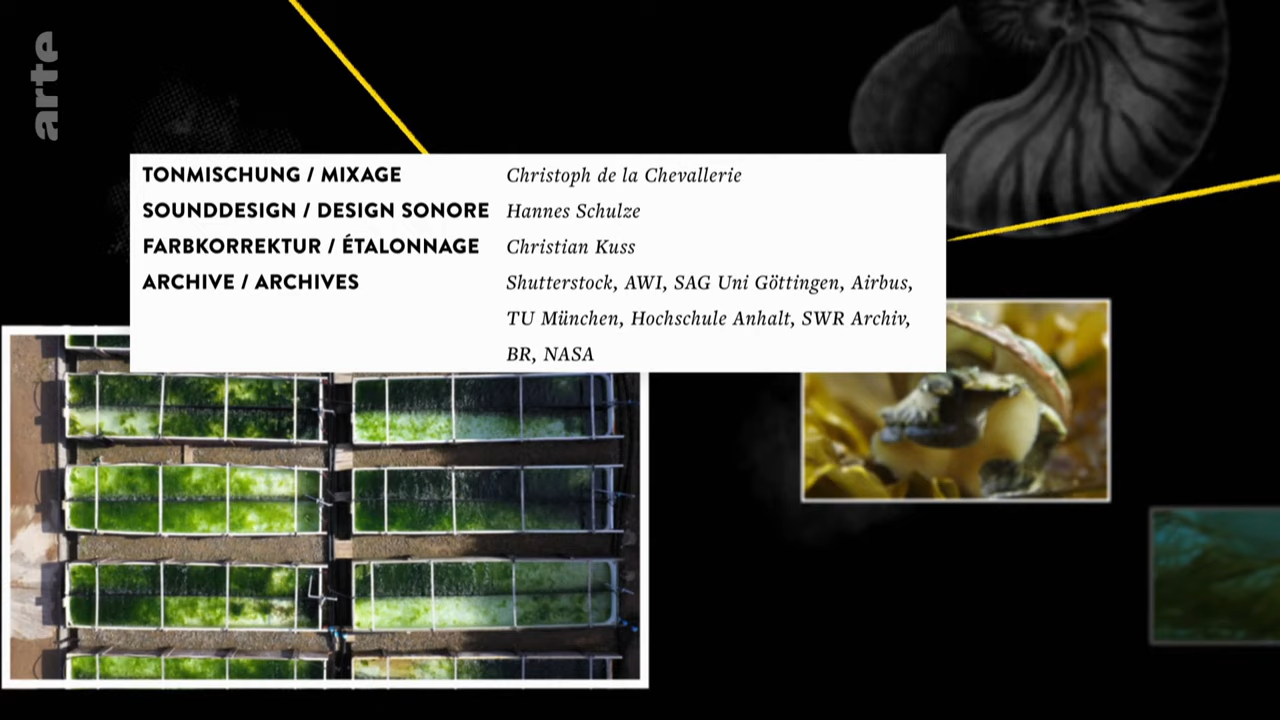 arte
TONMISCHUNG / MIXAGE Christoph de la Chevallerie
SOUNDDESIGN / DESIGN SONORE Hannes Schulze
FARBKORREKTUR / ÉTALONNAGE Christian Kuss
ARCHIVE / ARCHIVES Shutterstock, AWI, SAG Uni Göttingen, Airbus,
TU München, Hochschule Anhalt, SWR Archiv,
BR, NASA